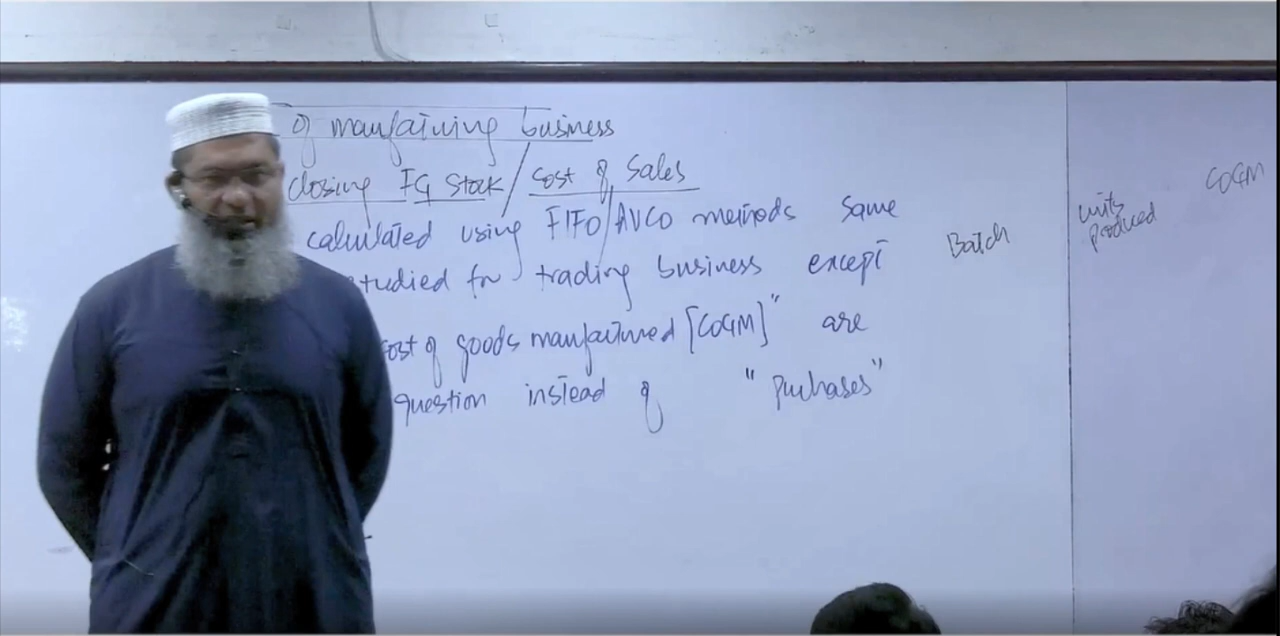 of manufaturing business
closing FG Stock / Cost of Sales
calculated using FIFO/AVCO methods same
studied for trading business except
cost of goods manufactured [COGM]" are
question instead of "purchases"
Batch
units
produced
COGM